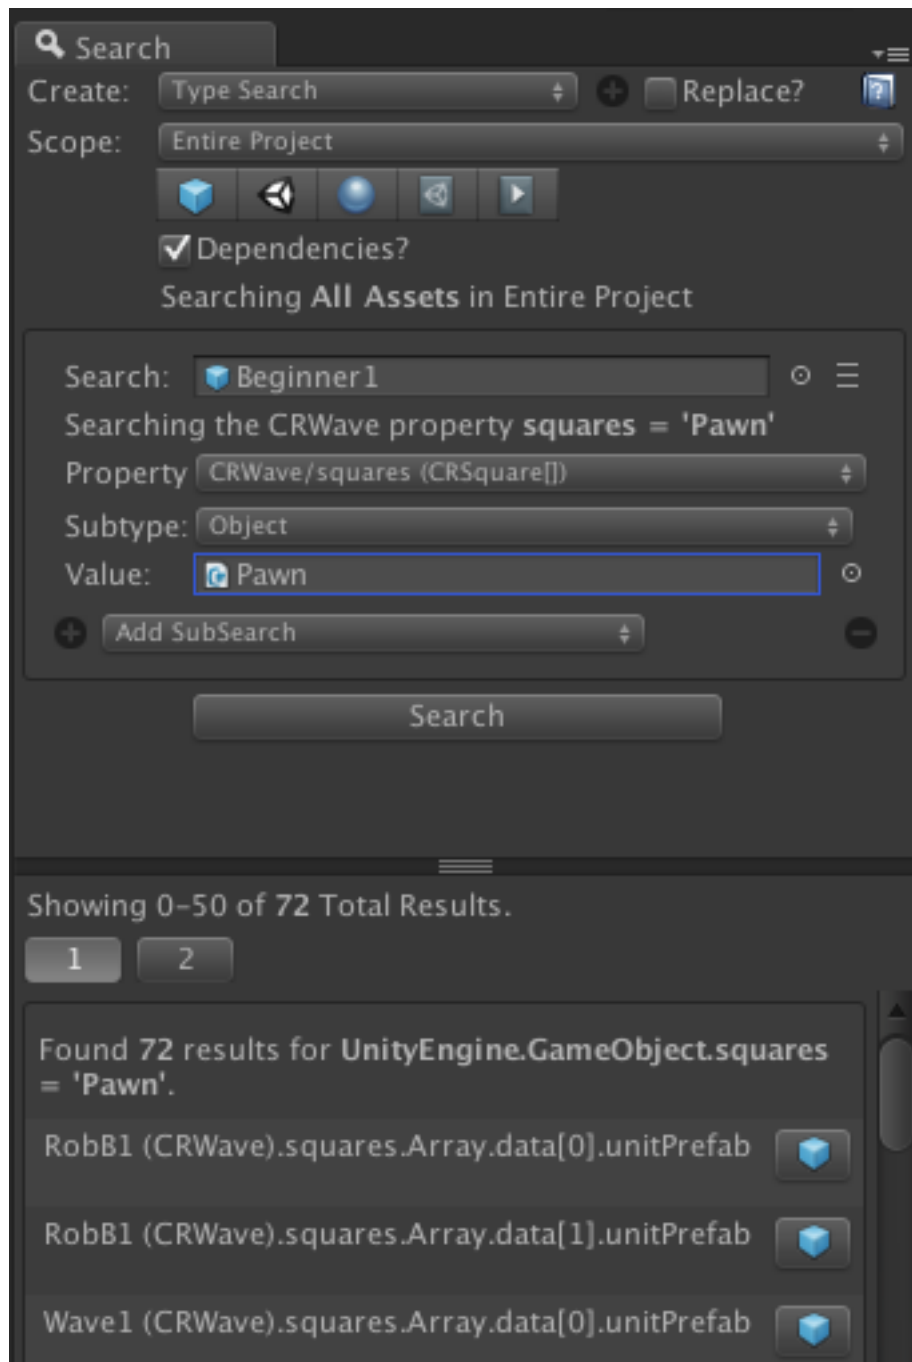 Search
Create: Type Search Replace?
Scope: Entire Project
Dependencies?
Searching All Assets in Entire Project
Search: Beginner1
Searching the CRWave property squares = 'Pawn'
Property CRWave/squares (CRSquare[])
Subtype: Object
Value: Pawn
Add SubSearch
Search
Showing 0-50 of 72 Total Results.
1 2
Found 72 results for UnityEngine.GameObject.squares
= 'Pawn'.
RobB1 (CRWave).squares.Array.data[0].unitPrefab
RobB1 (CRWave).squares.Array.data[1].unitPrefab
Wave1 (CRWave).squares.Array.data[0].unitPrefab